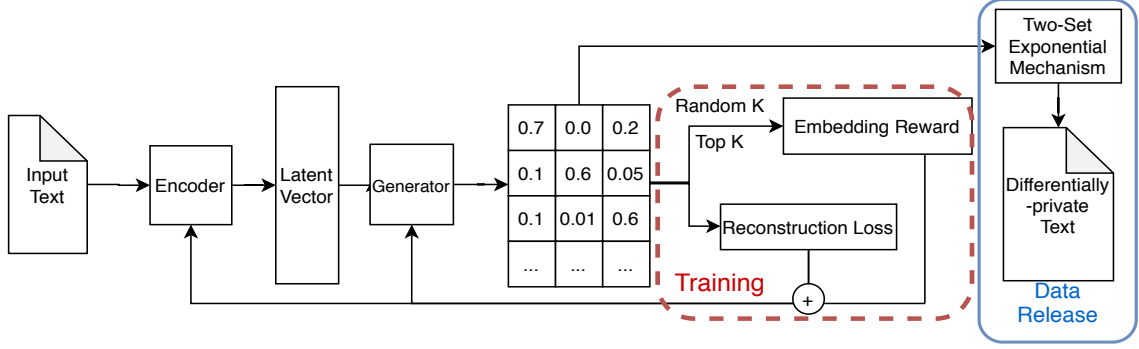 Input
Text
Encoder
Latent
Vector
Generator
0.7 0.0 0.2
0.1 0.6 0.05
0.1 0.01 0.6
... ... ...
Random K
Top K
Embedding Reward
Reconstruction Loss
+
Training
Two-Set
Exponential
Mechanism
Differentially
-private
Text
Data
Release